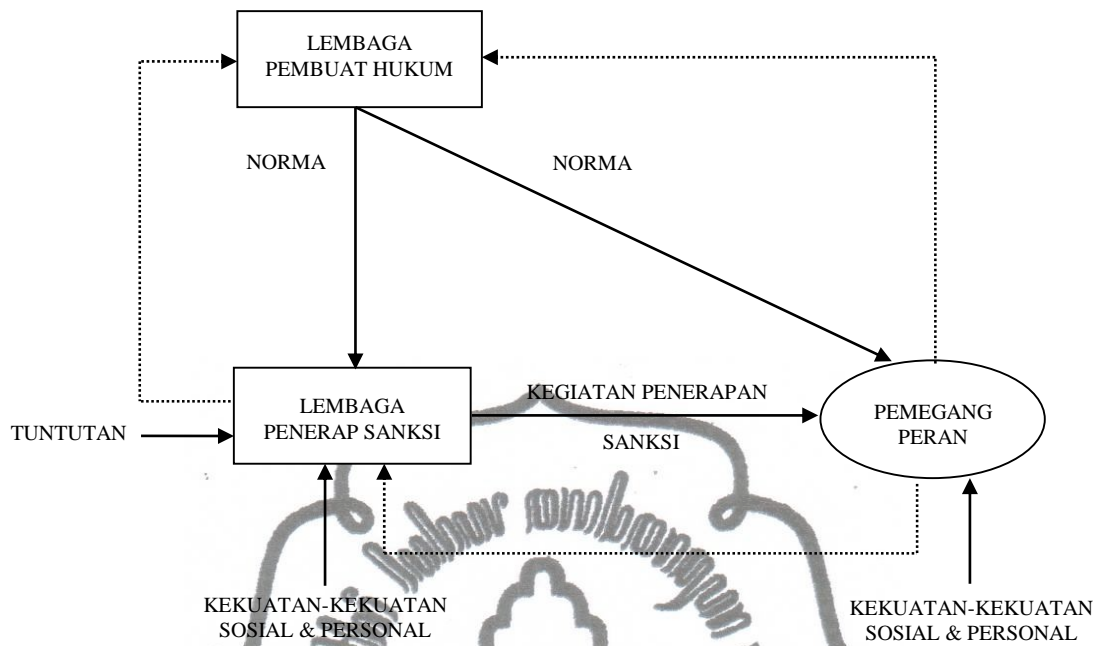 LEMBAGA
PEMBUAT HUKUM
NORMA
NORMA
LEMBAGA
PENERAP SANKSI
TUNTUTAN
KEGIATAN PENERAPAN
SANKSI
PEMEGANG
PERAN
KEKUATAN-KEKUATAN
SOSIAL & PERSONAL
KEKUATAN-KEKUATAN
SOSIAL & PERSONAL